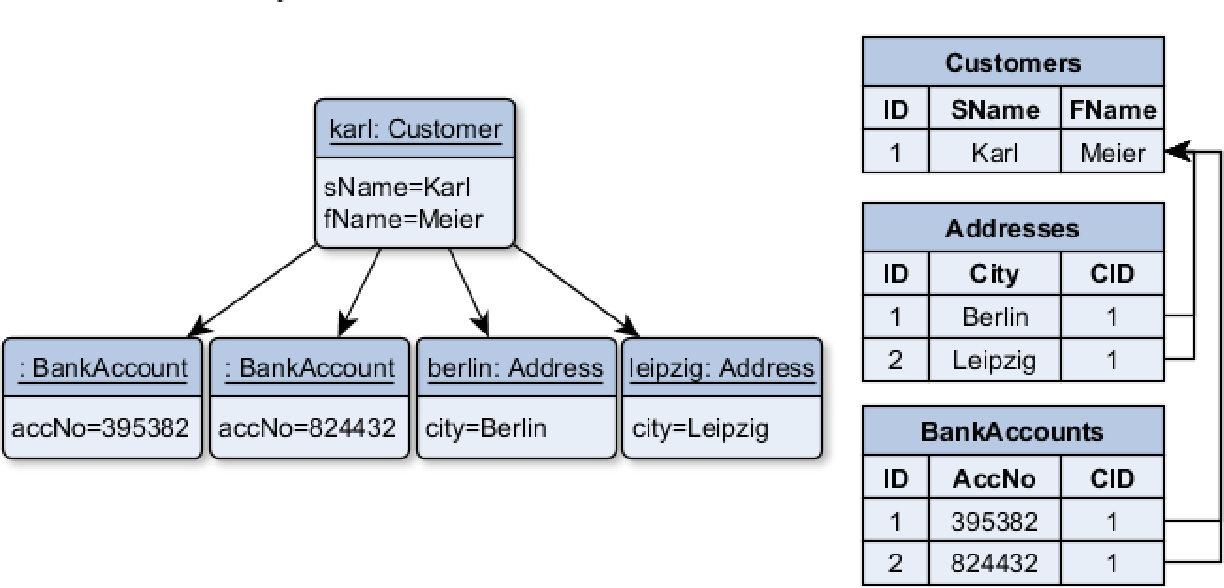 karl: Customer
sName=Karl
fName=Meier
: BankAccount
accNo=395382
: BankAccount
accNo=824432
berlin: Address
city=Berlin
leipzig: Address
city=Leipzig
Customers
ID SName FName
1 Karl Meier
Addresses
ID City CID
1 Berlin 1
2 Leipzig 1
BankAccounts
ID AccNo CID
1 395382 1
2 824432 1